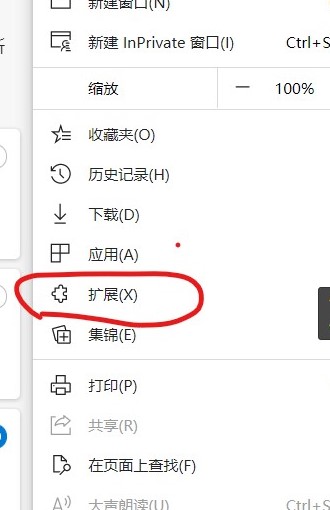 新建窗口(N)
新建 InPrivate 窗口(I) Ctrl+S
缩放 — 100%
收藏夹(O)
历史记录(H)
下载(D)
应用(A)
扩展(X)
集锦(E)
打印(P)
共享(R)
在页面上查找(F) Ctrl
大声朗读(U) Ctrl+S